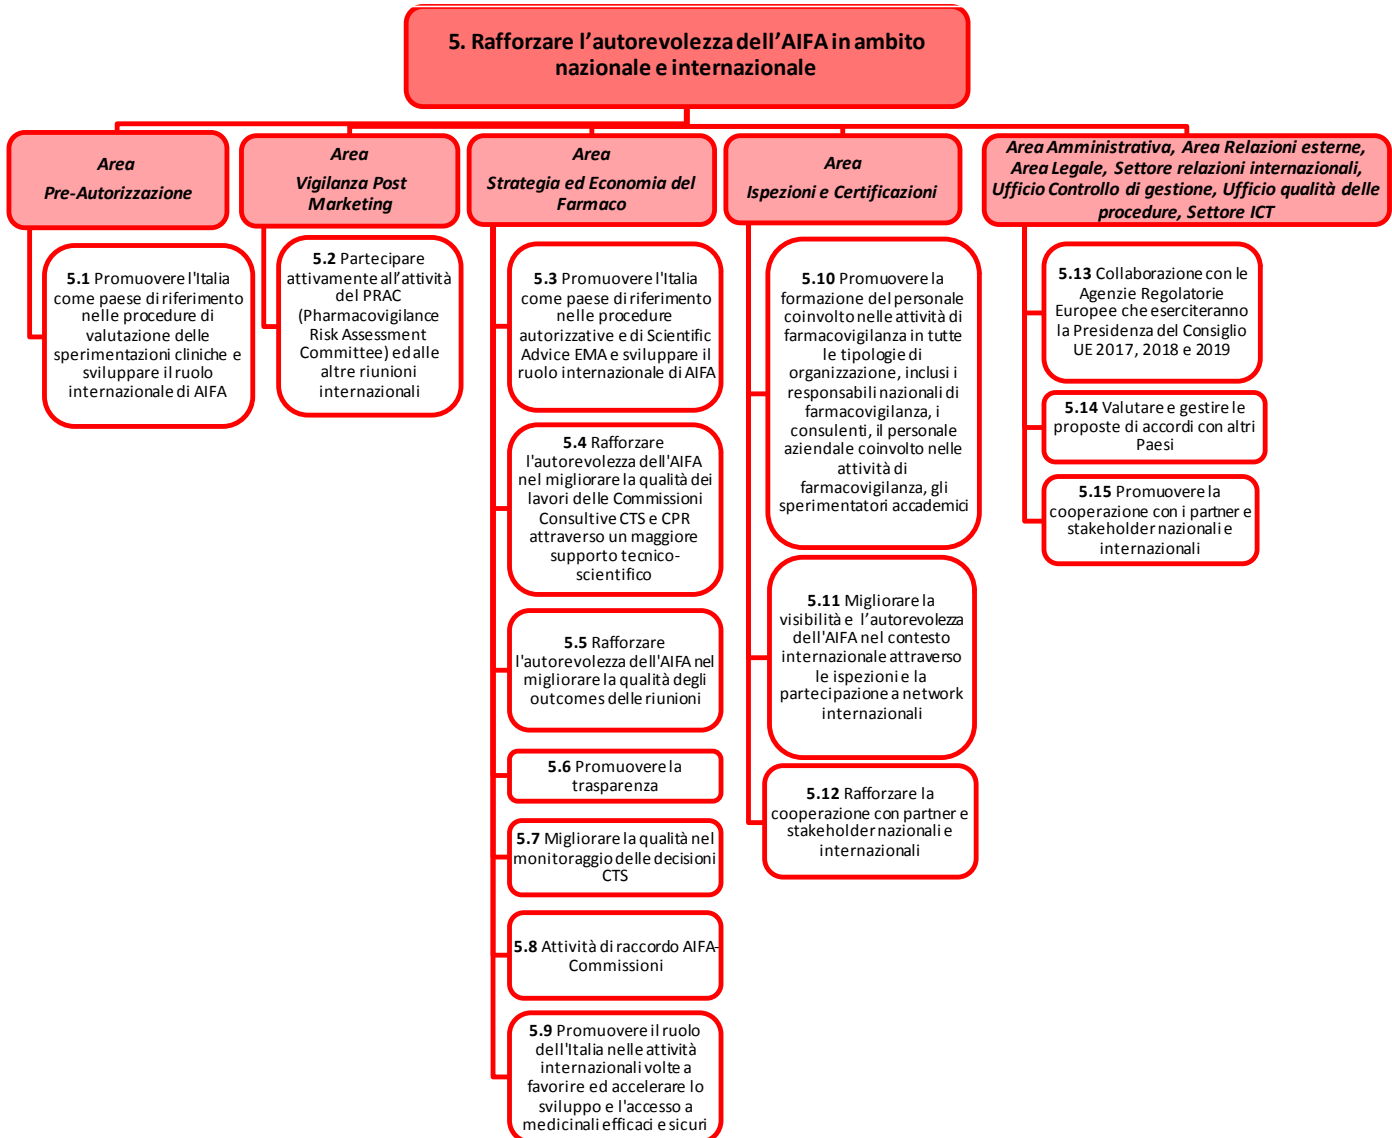 5. Rafforzare l'autorevolezza dell'AIFA in ambito
nazionale e internazionale
Area
Pre-Autorizzazione
Area
Vigilanza Post
Marketing
Area
Strategia ed Economia del
Farmaco
Area
Ispezioni e Certificazioni
Area Amministrativa, Area Relazioni esterne,
Area Legale, Settore relazioni internazionali,
Ufficio Controllo di gestione, Ufficio qualità delle
procedure, Settore ICT
5.1 Promuovere l'Italia
come paese di riferimento
nelle procedure di
valutazione delle
sperimentazioni cliniche e
sviluppare il ruolo
internazionale di AIFA
5.2 Partecipare
attivamente all'attività
del PRAC
(Pharmacovigilance
Risk Assessment
Committee) ed alle
altre riunioni
internazionali
5.3 Promuovere l'Italia
come paese di riferimento
nelle procedure
autorizzative e di Scientific
Advice EMA e sviluppare il
ruolo internazionale di AIFA
5.4 Rafforzare
l'autorevolezza dell'AIFA
nel migliorare la qualità dei
lavori delle Commissioni
Consultive CTS e CPR
attraverso un maggiore
supporto tecnico-
scientifico
5.5 Rafforzare
l'autorevolezza dell'AIFA nel
migliorare la qualità degli
outcomes delle riunioni
5.6 Promuovere la
trasparenza
5.7 Migliorare la qualità nel
monitoraggio delle decisioni
CTS
5.8 Attività di raccordo AIFA-
Commissioni
5.9 Promuovere il ruolo
dell'Italia nelle attività
internazionali volte a
favorire ed accelerare lo
sviluppo e l'accesso a
medicinali efficaci e sicuri
5.10 Promuovere la
formazione del personale
coinvolto nelle attività di
farmacovigilanza in tutte
le tipologie di
organizzazione, inclusi i
responsabili nazionali di
farmacovigilanza, i
consulenti, il personale
aziendale coinvolto nelle
attività di
farmacovigilanza, gli
sperimentatori accademici
5.11 Migliorare la
visibilità e l'autorevolezza
dell'AIFA nel contesto
internazionale attraverso
le ispezioni e la
partecipazione a network
internazionali
5.12 Rafforzare la
cooperazione con partner e
stakeholder nazionali e
internazionali
5.13 Collaborazione con le
Agenzie Regolatorie
Europee che eserciteranno
la Presidenza del Consiglio
UE 2017, 2018 e 2019
5.14 Valutare e gestire le
proposte di accordi con altri
Paesi
5.15 Promuovere la
cooperazione con i partner e
stakeholder nazionali e
internazionali